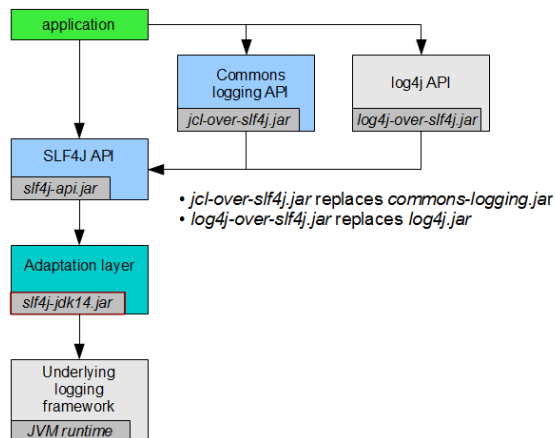 application
Commons
logging API
jcl-over-slf4j.jar
log4j API
log4j-over-slf4j.jar
SLF4J API
slf4j-api.jar
• jcl-over-slf4j.jar replaces commons-logging.jar
• log4j-over-slf4j.jar replaces log4j.jar
Adaptation layer
slf4j-jdk14.jar
Underlying
logging
framework
JVM runtime